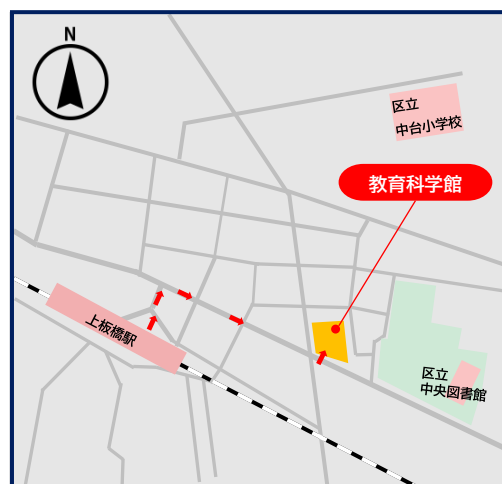 N
区立
中台小学校
教育科学館
上板橋駅
区立
中央図書館